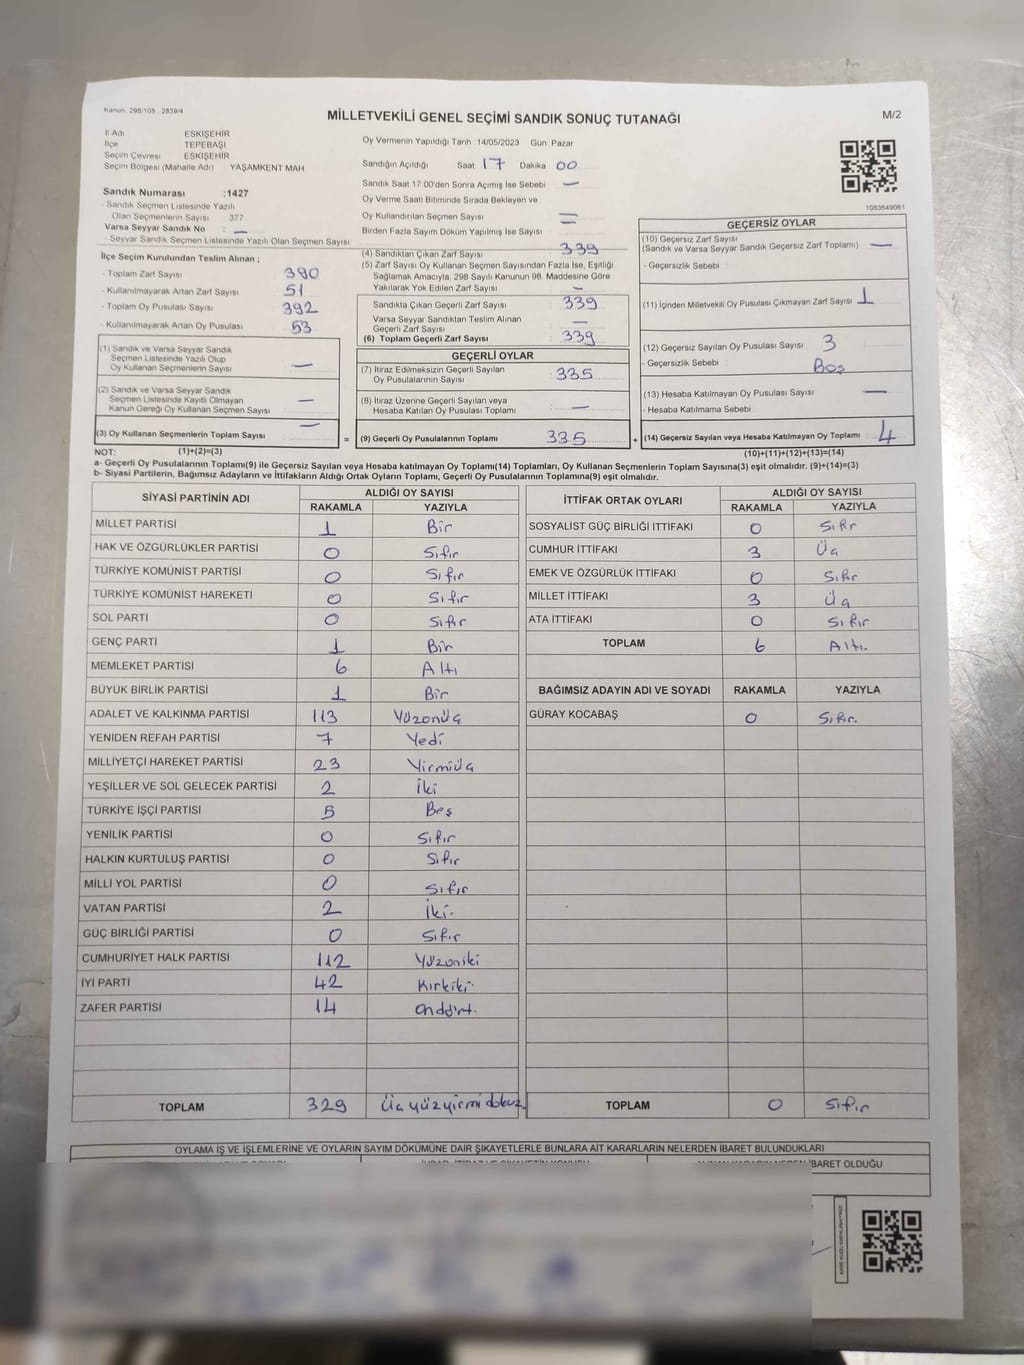 Kanun: 298/105 2839/4
MİLLETVEKİLİ GENEL SEÇİMİ SANDIK SONUÇ TUTANAĞI
M/2
İl Adı ESKİŞEHİR
İlçe TEPEBAŞI
Seçim Çevresi ESKİŞEHİR
Seçim Bölgesi (Mahalle Adı) YAŞAMKENT MAH
Oy Vermenin Yapıldığı Tarih 14/05/2023 Gün: Pazar
Sandığın Açıldığı Saat 17 Dakika 00
Sandık Saat 17:00'den Sonra Açımış İse Sebebi —
Oy Verme Saati Bitiminde Sırada Bekleyen ve
Oy Kullandırılan Seçmen Sayısı —
Birden Fazla Sayım Döküm Yapılmış İse Sayısı —
1083649061
Sandık Numarası :1427
- Sandık Seçmen Listesinde Yazılı
Olan Seçmenlerin Sayısı 377
Varsa Seyyar Sandık No : —
- Seyyar Sandık Seçmen Listesinde Yazılı Olan Seçmen Sayısı
İlçe Seçim Kurulundan Teslim Alınan ;
- Toplam Zarf Sayısı 390
- Kullanılmayarak Artan Zarf Sayısı 51
- Toplam Oy Pusulası Sayısı 392
- Kullanılmayarak Artan Oy Pusulası 53
(1) Sandık ve Varsa Seyyar Sandık
Seçmen Listesinde Yazılı Olup
Oy Kullanan Seçmen Sayısı —
(2) Sandık ve Varsa Seyyar Sandık
Seçmen Listesinde Kayıtlı Olmayan
Kanun Gereği Oy Kullanan Seçmen Sayısı —
(3) Oy Kullanan Seçmenlerin Toplam Sayısı —
(4) Sandıktan Çıkan Zarf Sayısı 339
(5) Zarf Sayısı Oy Kullanan Seçmen Sayısından Fazla İse, Eşitliği
Sağlamak Amacıyla, 298 Sayılı Kanunun 98. Maddesine Göre
Yakılarak Yok Edilen Zarf Sayısı —
Sandıkta Çıkan Geçerli Zarf Sayısı 339
Varsa Seyyar Sandıktan Teslim Alınan
Geçerli Zarf Sayısı —
(6) Toplam Geçerli Zarf Sayısı 339
GEÇERLİ OYLAR
(7) İtiraz Edilmeksizin Geçerli Sayılan
Oy Pusulalarının Sayısı 335
(8) İtiraz Üzerine Geçerli Sayılan veya
Hesaba Katılan Oy Pusulası Toplamı —
= (9) Geçerli Oy Pusulalarının Toplamı 335 +
GEÇERSİZ OYLAR
(10) Geçersiz Zarf Sayısı
(Sandık ve Varsa Seyyar Sandık Geçersiz Zarf Toplamı) —
- Geçersizlik Sebebi
(11) İçinden Milletvekili Oy Pusulası Çıkmayan Zarf Sayısı 1
(12) Geçersiz Sayılan Oy Pusulası Sayısı 3
- Geçersizlik Sebebi Boş
(13) Hesaba Katılmayan Oy Pusulası Sayısı —
- Hesaba Katılmama Sebebi
(14) Geçersiz Sayılan veya Hesaba Katılmayan Oy Toplamı : 4
NOT: (1)+(2)=(3) (10)+(11)+(12)+(13)=(14)
a- Geçerli Oy Pusulalarının Toplamı(9) ile Geçersiz Sayılan veya Hesaba katılmayan Oy Toplamı(14) Toplamları, Oy Kullanan Seçmenlerin Toplam Sayısına(3) eşit olmalıdır. (9)+(14)=(3)
b- Siyasi Partilerin, Bağımsız Adayların ve İttifakların Aldığı Ortak Oyların Toplamı, Geçerli Oy Pusulalarının Toplamına(9) eşit olmalıdır.
SİYASİ PARTİNİN ADI ALDIĞI OY SAYISI
RAKAMLA YAZIYLA
MİLLET PARTİSİ 1 Bir
HAK VE ÖZGÜRLÜKLER PARTİSİ 0 Sıfır
TÜRKİYE KOMÜNİST PARTİSİ 0 Sıfır
TÜRKİYE KOMÜNİST HAREKETİ 0 Sıfır
SOL PARTİ 0 Sıfır
GENÇ PARTİ 1 Bir
MEMLEKET PARTİSİ 6 Altı
BÜYÜK BİRLİK PARTİSİ 1 Bir
ADALET VE KALKINMA PARTİSİ 113 Yüzonüç
YENİDEN REFAH PARTİSİ 7 Yedi
MİLLİYETÇİ HAREKET PARTİSİ 23 Yirmiüç
YEŞİLLER VE SOL GELECEK PARTİSİ 2 İki
TÜRKİYE İŞÇİ PARTİSİ 5 Beş
YENİLİK PARTİSİ 0 Sıfır
HALKIN KURTULUŞ PARTİSİ 0 Sıfır
MİLLİ YOL PARTİSİ 0 Sıfır
VATAN PARTİSİ 2 İki
GÜÇ BİRLİĞİ PARTİSİ 0 Sıfır
CUMHURİYET HALK PARTİSİ 112 Yüzoniki
İYİ PARTİ 42 Kırkiki
ZAFER PARTİSİ 14 Ondört.
TOPLAM 329 Üçyüzyirmidokuz
İTTİFAK ORTAK OYLARI ALDIĞI OY SAYISI
RAKAMLA YAZIYLA
SOSYALİST GÜÇ BİRLİĞİ İTTİFAKI 0 Sıfır
CUMHUR İTTİFAKI 3 Üç
EMEK VE ÖZGÜRLÜK İTTİFAKI 0 Sıfır
MİLLET İTTİFAKI 3 Üç
ATA İTTİFAKI 0 Sıfır
TOPLAM 6 Altı.
BAĞIMSIZ ADAYIN ADI VE SOYADI RAKAMLA YAZIYLA
GÜRAY KOCABAŞ 0 Sıfır.
TOPLAM 0 Sıfır
OYLAMA İŞ VE İŞLEMLERİNE VE OYLARIN SAYIM DÖKÜMÜNE DAİR ŞİKAYETLERLE BUNLARA AİT KARARLARIN NELERDEN İBARET BULUNDUKLARI
İBARET OLDUĞU